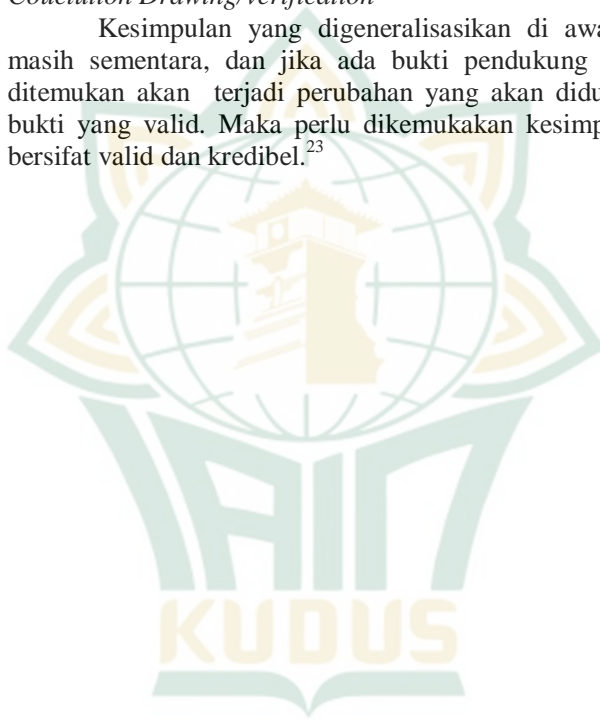 Drawing/verification
Kesimpulan yang digeneralisasikan di awa
masih sementara, dan jika ada bukti pendukung
ditemukan akan terjadi perubahan yang akan didu
bukti yang valid. Maka perlu dikemukakan kesimp
bersifat valid dan kredibel.23
IAIN
KUDUS